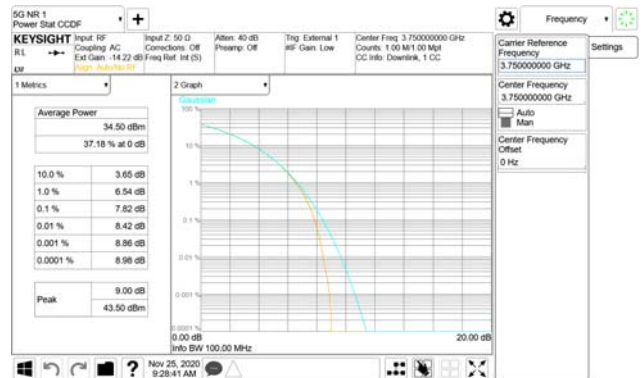 5G NR 1
Power Stat CCDF
+
Frequency
KEYSIGHT
RL
Input: RF
Coupling: AC
Ext Gain: -14.22 dB
Align: Auto/No RF
Input Z: 50 Ω
Corrections: Off
Freq Ref: Int (S)
Atten: 40 dB
Preamp: Off
Trig: External 1
#IF Gain: Low
Center Freq: 3.750000000 GHz
Counts: 1.00 M/1.00 Mpt
CC Info: Downlink, 1 CC
Carrier Reference
Frequency
3.750000000 GHz
Settings
Center Frequency
3.750000000 GHz
Auto
Man
Center Frequency
Offset
0 Hz
1 Metrics
Average Power
34.50 dBm
37.18 % at 0 dB
10.0 % 3.65 dB
1.0 % 6.54 dB
0.1 % 7.82 dB
0.01 % 8.42 dB
0.001 % 8.86 dB
0.0001 % 8.98 dB
Peak
9.00 dB
43.50 dBm
2 Graph
Gaussian
100 %
10 %
1 %
0.1 %
0.01 %
0.001 %
0.0001 %
0.00 dB
20.00 dB
Info BW 100.00 MHz
?
Nov 25, 2020
9:28:41 AM